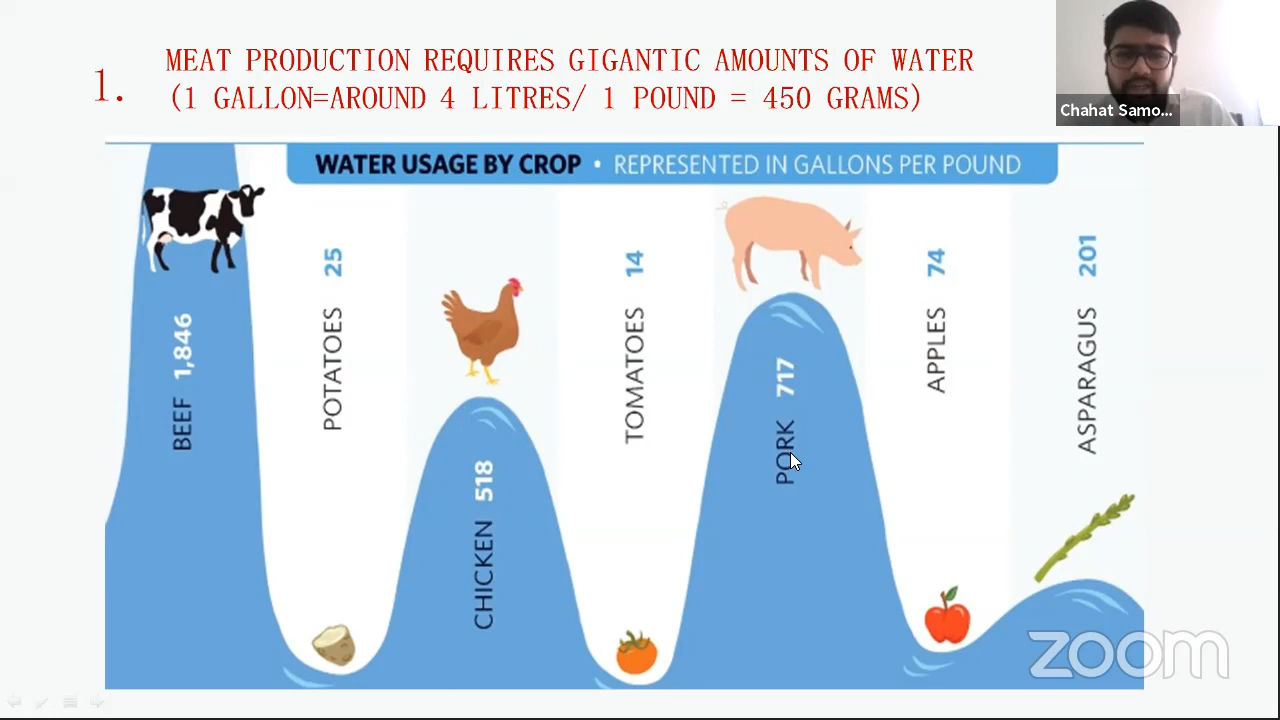 1.
MEAT PRODUCTION REQUIRES GIGANTIC AMOUNTS OF WATER
(1 GALLON=AROUND 4 LITRES/ 1 POUND = 450 GRAMS)
Chahat Samo...
WATER USAGE BY CROP • REPRESENTED IN GALLONS PER POUND
BEEF 1,846
POTATOES 25
CHICKEN 518
TOMATOES 14
PORK 717
APPLES 74
ASPARAGUS 201
zoom